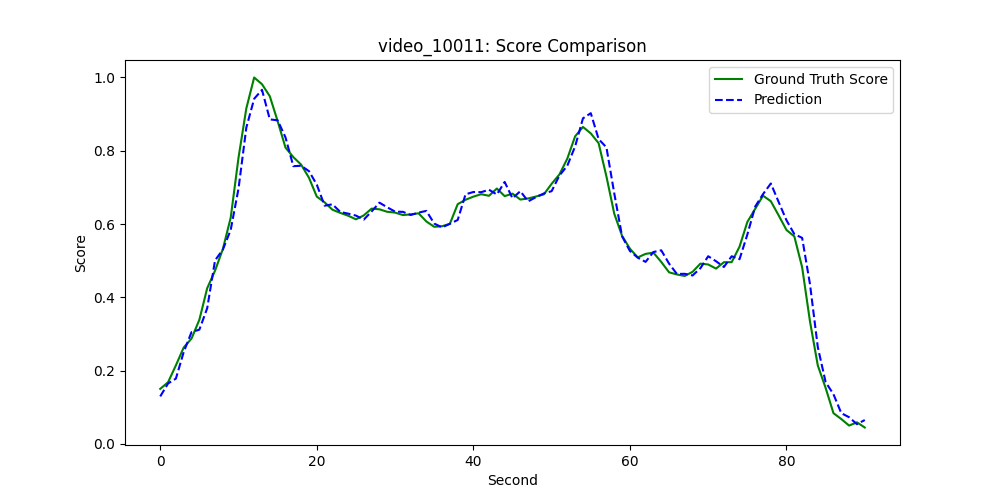 video_10011: Score Comparison
Ground Truth Score
Prediction
Score
1.0
0.8
0.6
0.4
0.2
0.0
0 20 40 60 80
Second